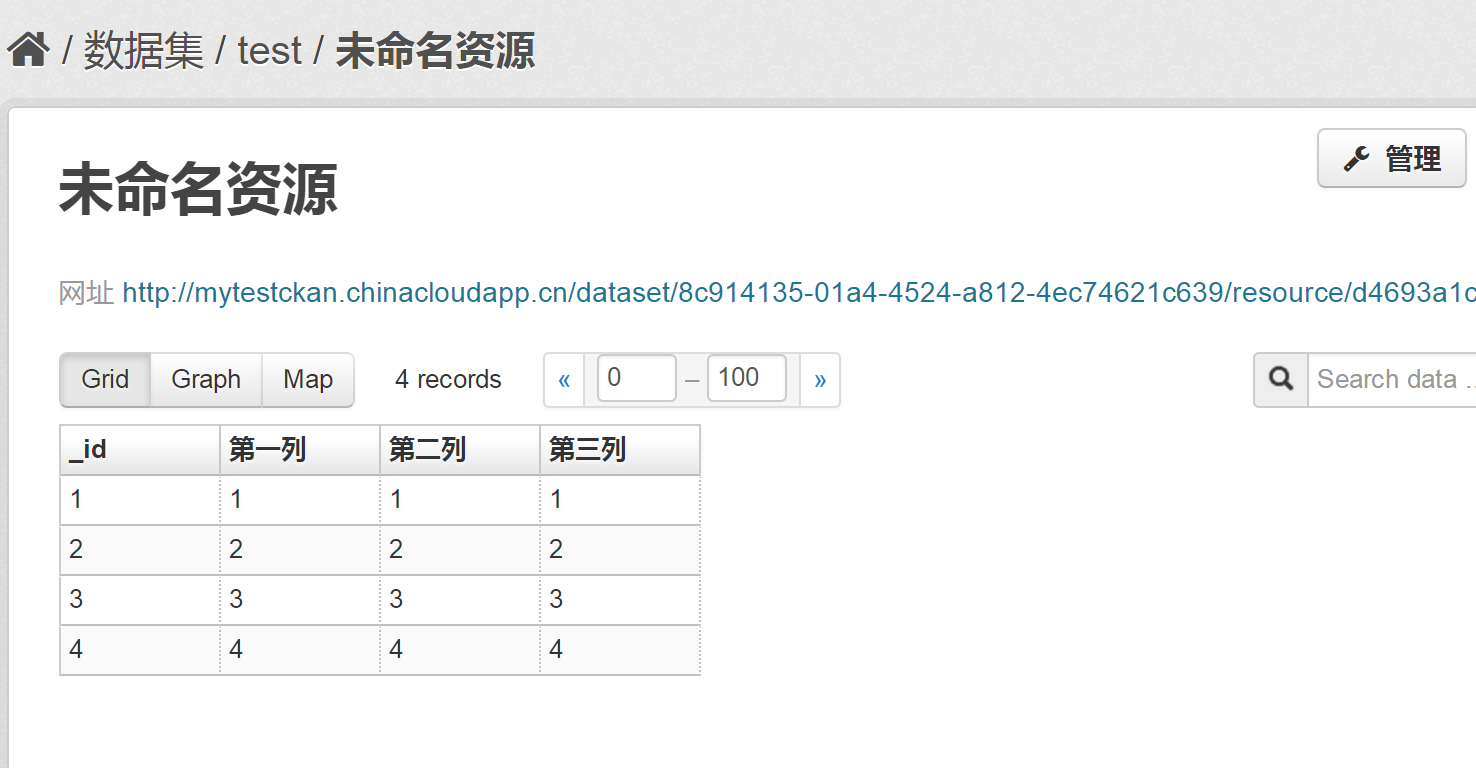 / 数据集 / test / 未命名资源
管理
未命名资源
网址 http://mytestckan.chinacloudapp.cn/dataset/8c914135-01a4-4524-a812-4ec74621c639/resource/d4693a1c
Grid Graph Map 4 records « 0 – 100 » Search data ..
_id 第一列 第二列 第三列
1 1 1 1
2 2 2 2
3 3 3 3
4 4 4 4